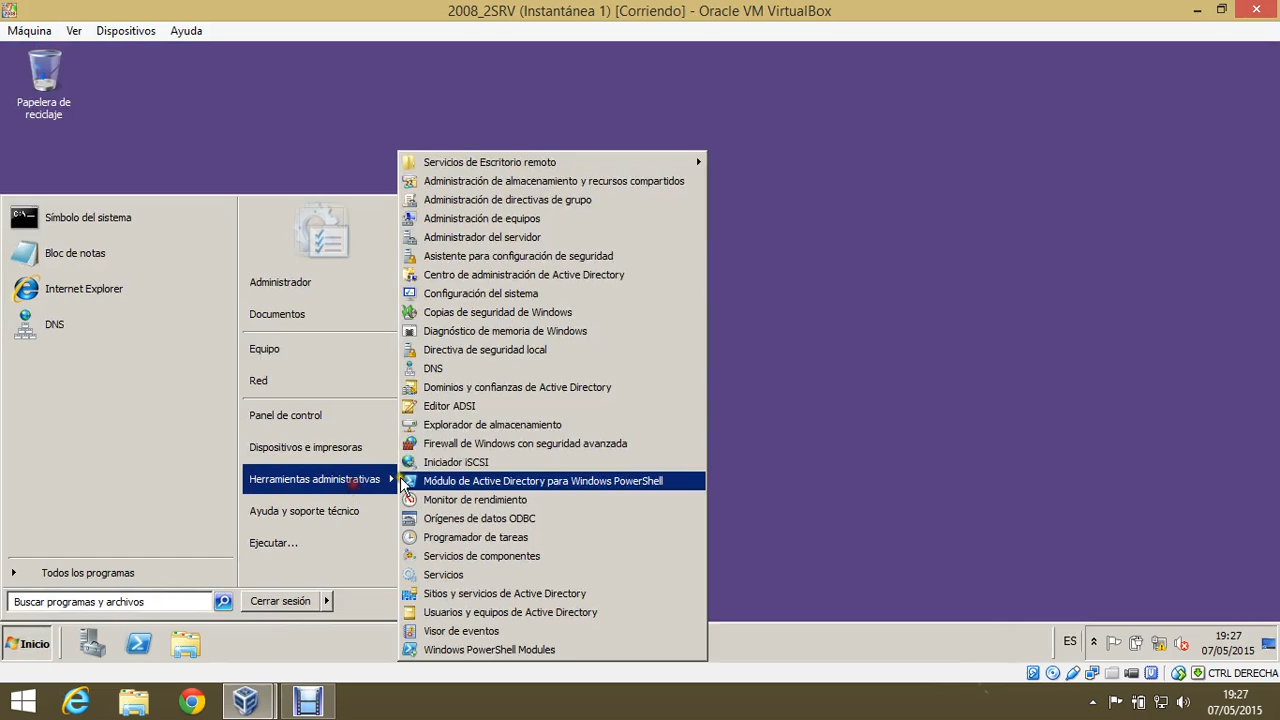 2008_2SRV (Instantánea 1) [Corriendo] - Oracle VM VirtualBox
Máquina Ver Dispositivos Ayuda
Papelera de
reciclaje
Símbolo del sistema
Bloc de notas
Internet Explorer
DNS
Todos los programas
Buscar programas y archivos
Administrador
Documentos
Equipo
Red
Panel de control
Dispositivos e impresoras
Herramientas administrativas
Ayuda y soporte técnico
Ejecutar...
Cerrar sesión
Servicios de Escritorio remoto
Administración de almacenamiento y recursos compartidos
Administración de directivas de grupo
Administración de equipos
Administrador del servidor
Asistente para configuración de seguridad
Centro de administración de Active Directory
Configuración del sistema
Copias de seguridad de Windows
Diagnóstico de memoria de Windows
Directiva de seguridad local
DNS
Dominios y confianzas de Active Directory
Editor ADSI
Explorador de almacenamiento
Firewall de Windows con seguridad avanzada
Iniciador iSCSI
Módulo de Active Directory para Windows PowerShell
Monitor de rendimiento
Orígenes de datos ODBC
Programador de tareas
Servicios de componentes
Servicios
Sitios y servicios de Active Directory
Usuarios y equipos de Active Directory
Visor de eventos
Windows PowerShell Modules
Inicio
ES
19:27
07/05/2015
CTRL DERECHA
19:27
07/05/2015